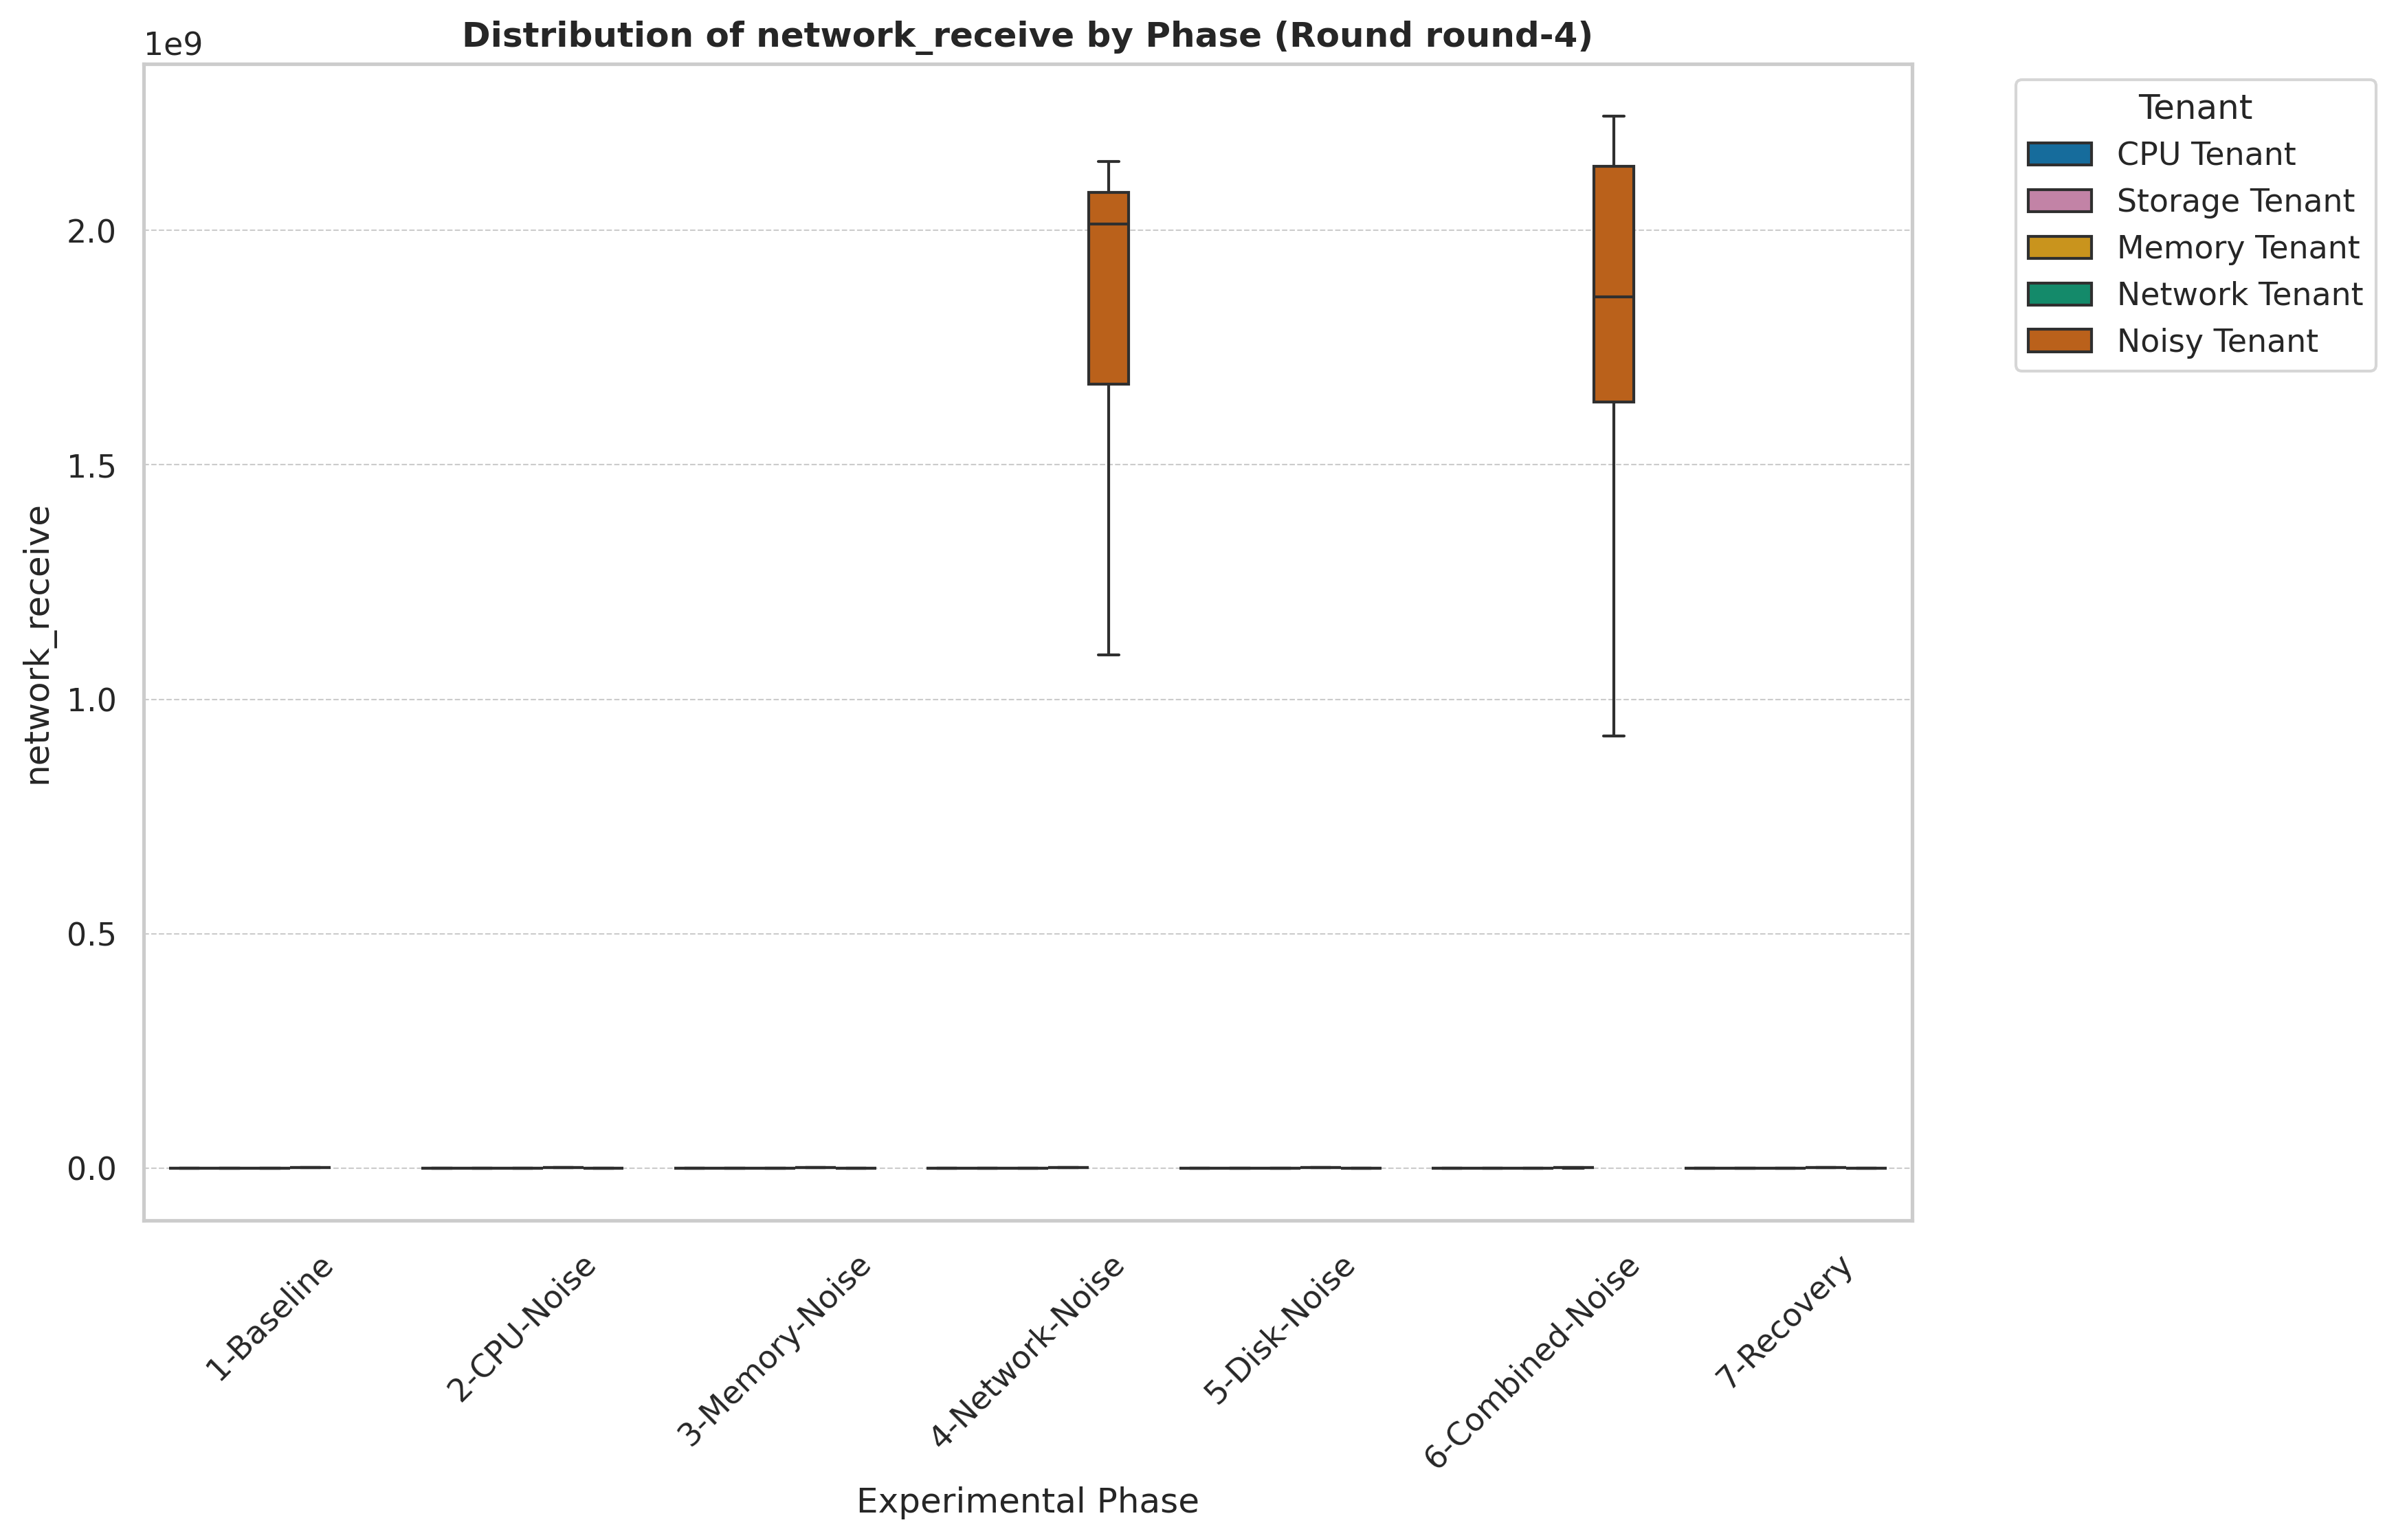 Distribution of network_receive by Phase (Round round-4)
1e9
2.0
1.5
1.0
0.5
0.0
network_receive
1-Baseline
2-CPU-Noise
3-Memory-Noise
4-Network-Noise
5-Disk-Noise
6-Combined-Noise
7-Recovery
Experimental Phase
Tenant
CPU Tenant
Storage Tenant
Memory Tenant
Network Tenant
Noisy Tenant